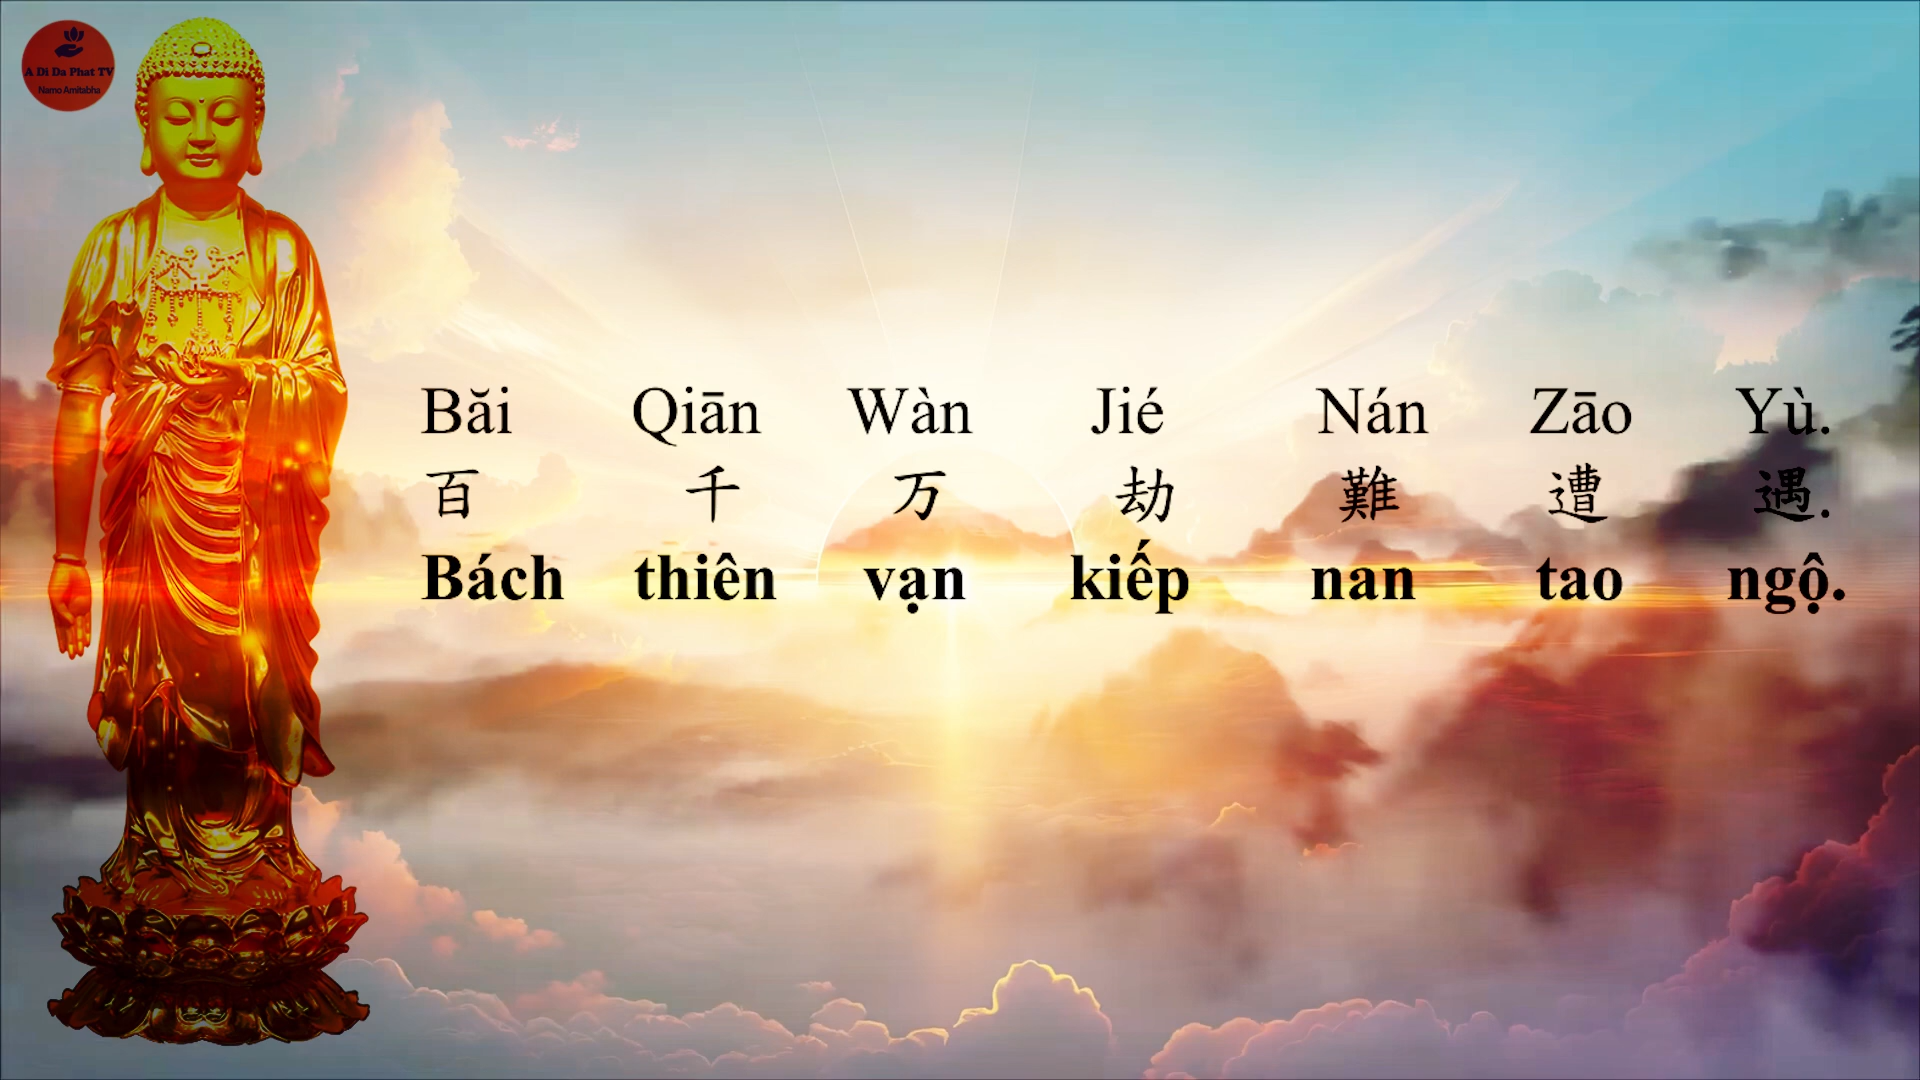 A Di Da Phat TV
Namo Amitabha
Băi Qiān Wàn Jié Nán Zāo Yù.
百 千 万 劫 難 遭 遇.
Bách thiên vạn kiếp nan tao ngộ.